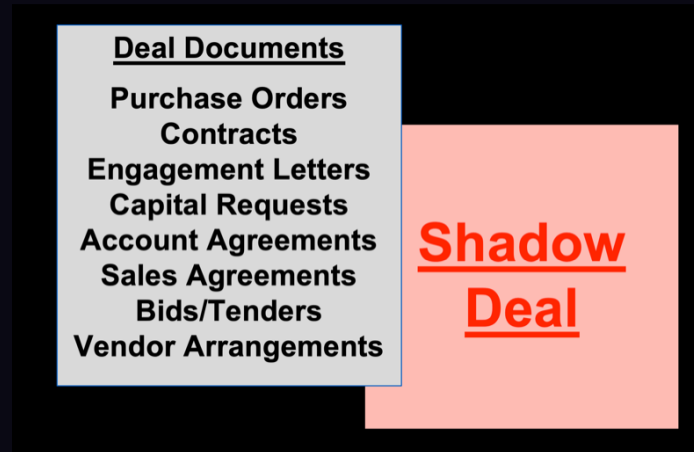 Deal Documents
Purchase Orders
Contracts
Engagement Letters
Capital Requests
Account Agreements
Sales Agreements
Bids/Tenders
Vendor Arrangements
Shadow
Deal